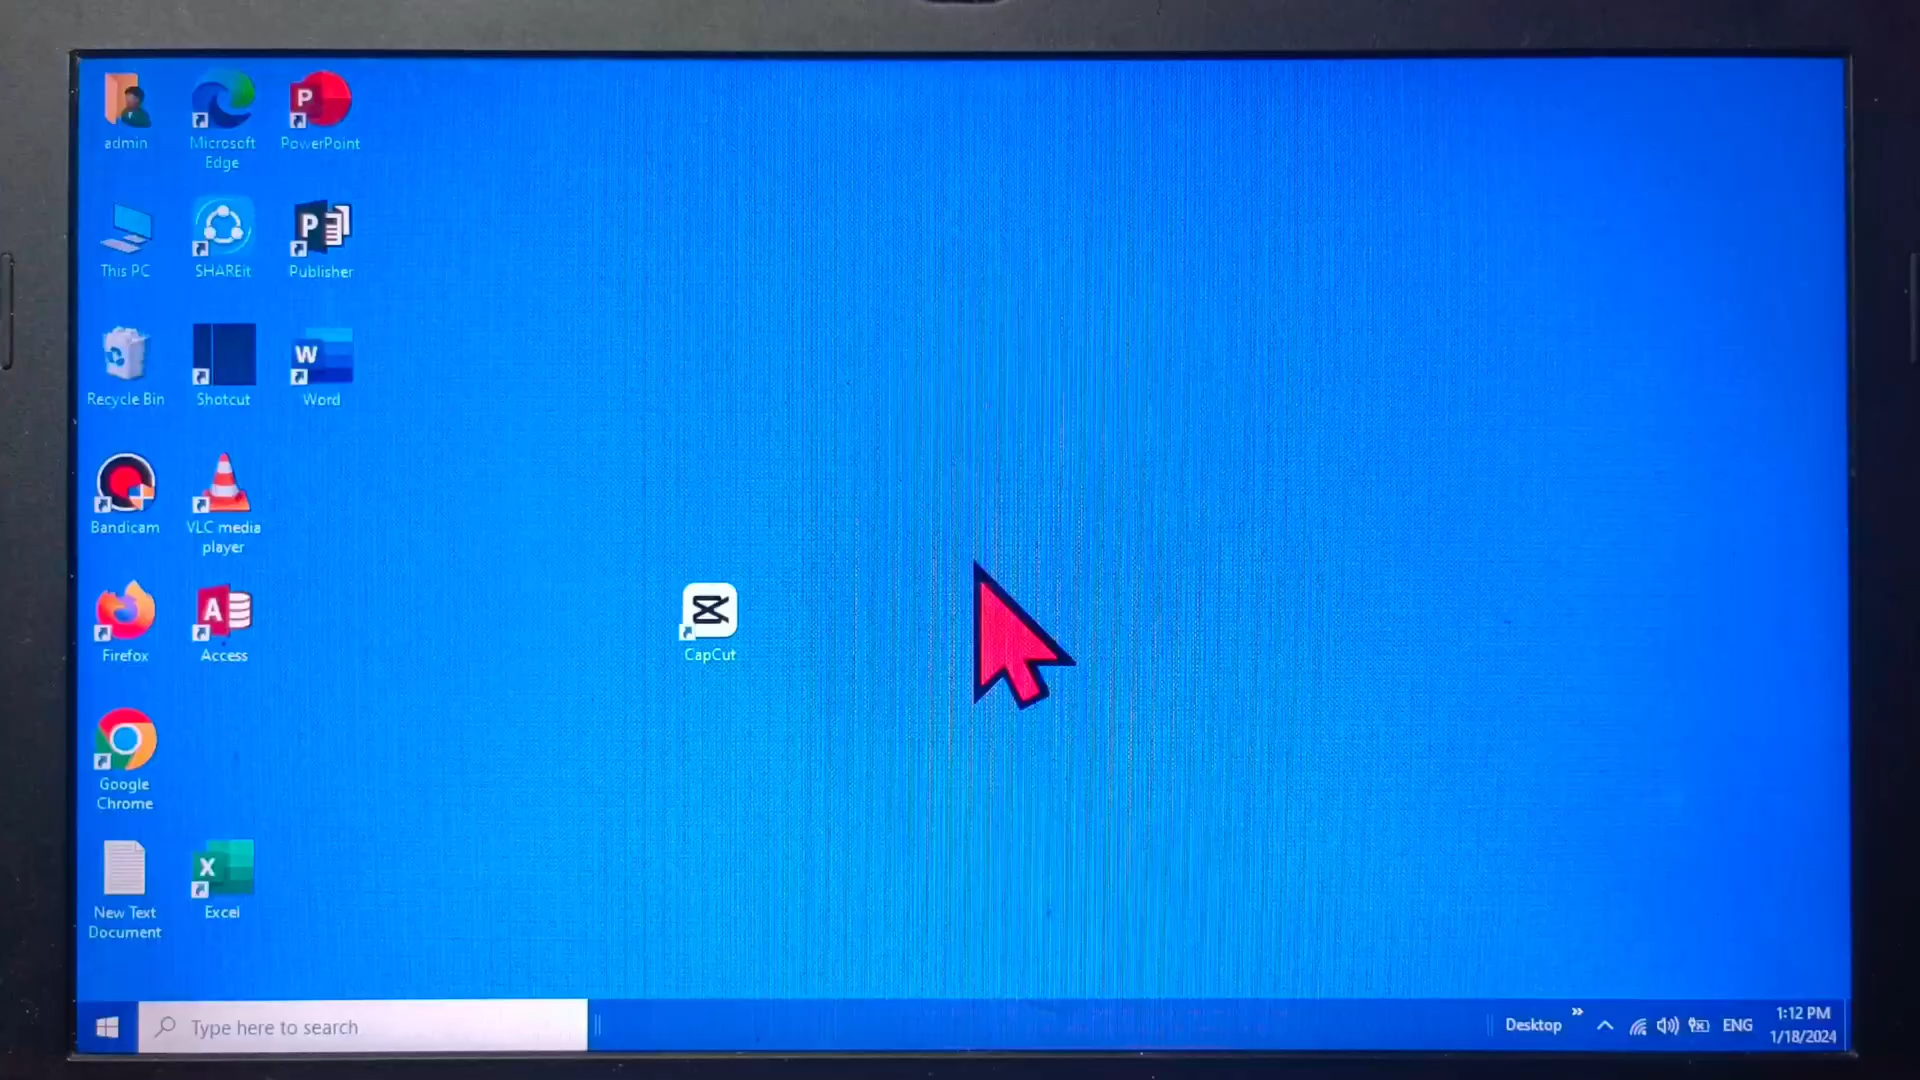 admin
Microsoft
Edge
PowerPoint
This PC
SHAREit
Publisher
Recycle Bin
Shotcut
Word
Bandicam
VLC media
player
Firefox
Access
CapCut
Google
Chrome
New Text
Document
Excel
Type here to search
Desktop
ENG
1:12 PM
1/18/2024